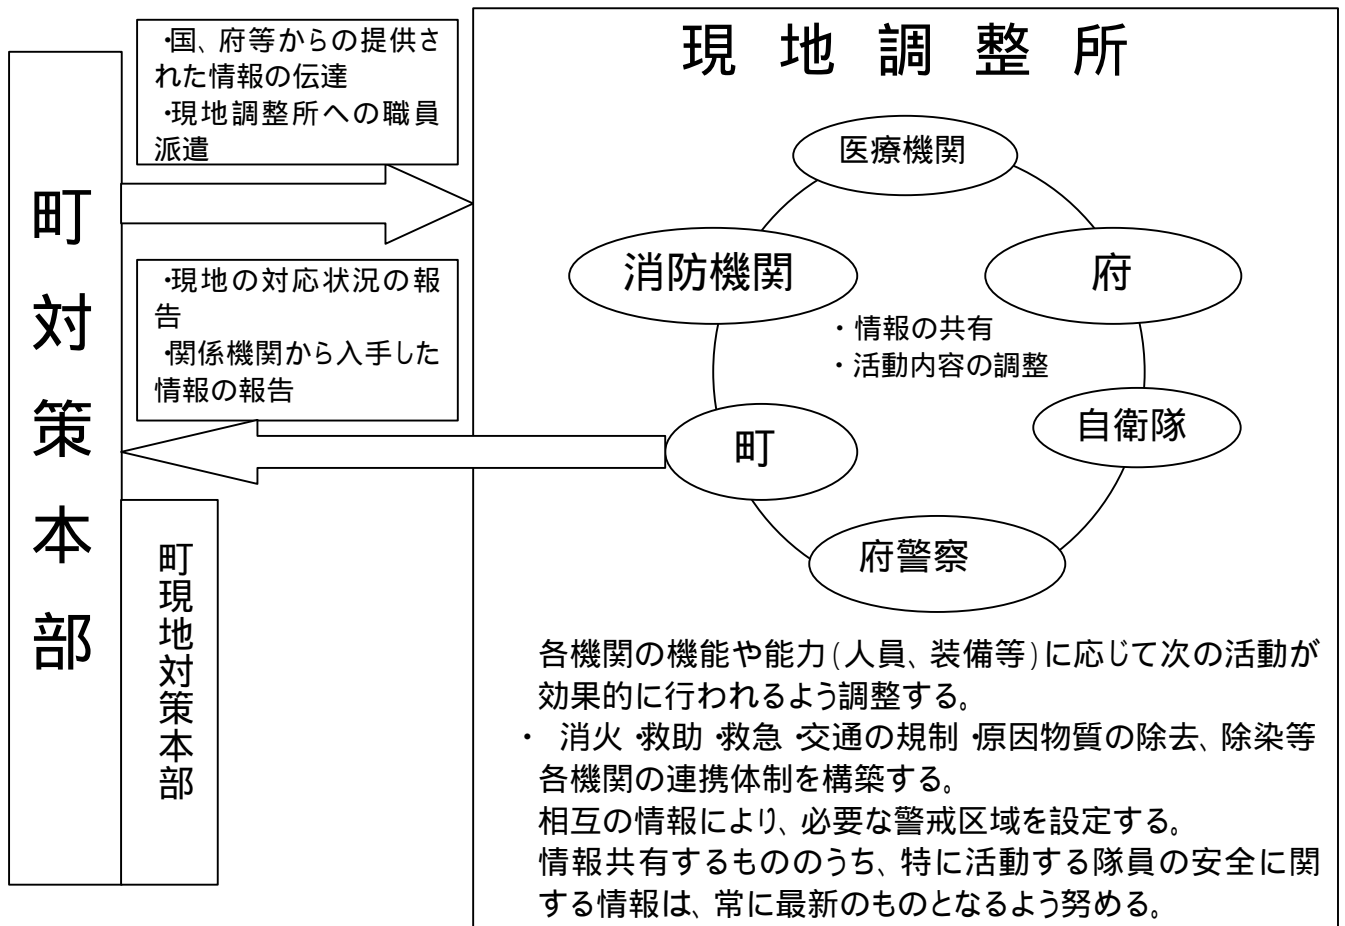 町対策本部
・国、府等からの提供さ
れた情報の伝達
・現地調整所への職員
派遣
・現地の対応状況の報
告
・関係機関から入手した
情報の報告
町現地対策本部
現地調整所
医療機関
消防機関
府
・情報の共有
・活動内容の調整
自衛隊
町
府警察
各機関の機能や能力(人員、装備等)に応じて次の活動が
効果的に行われるよう調整する。
・ 消火・救助・救急・交通の規制・原因物質の除去、除染等
各機関の連携体制を構築する。
相互の情報により、必要な警戒区域を設定する。
情報共有するもののうち、特に活動する隊員の安全に関
する情報は、常に最新のものとなるよう努める。